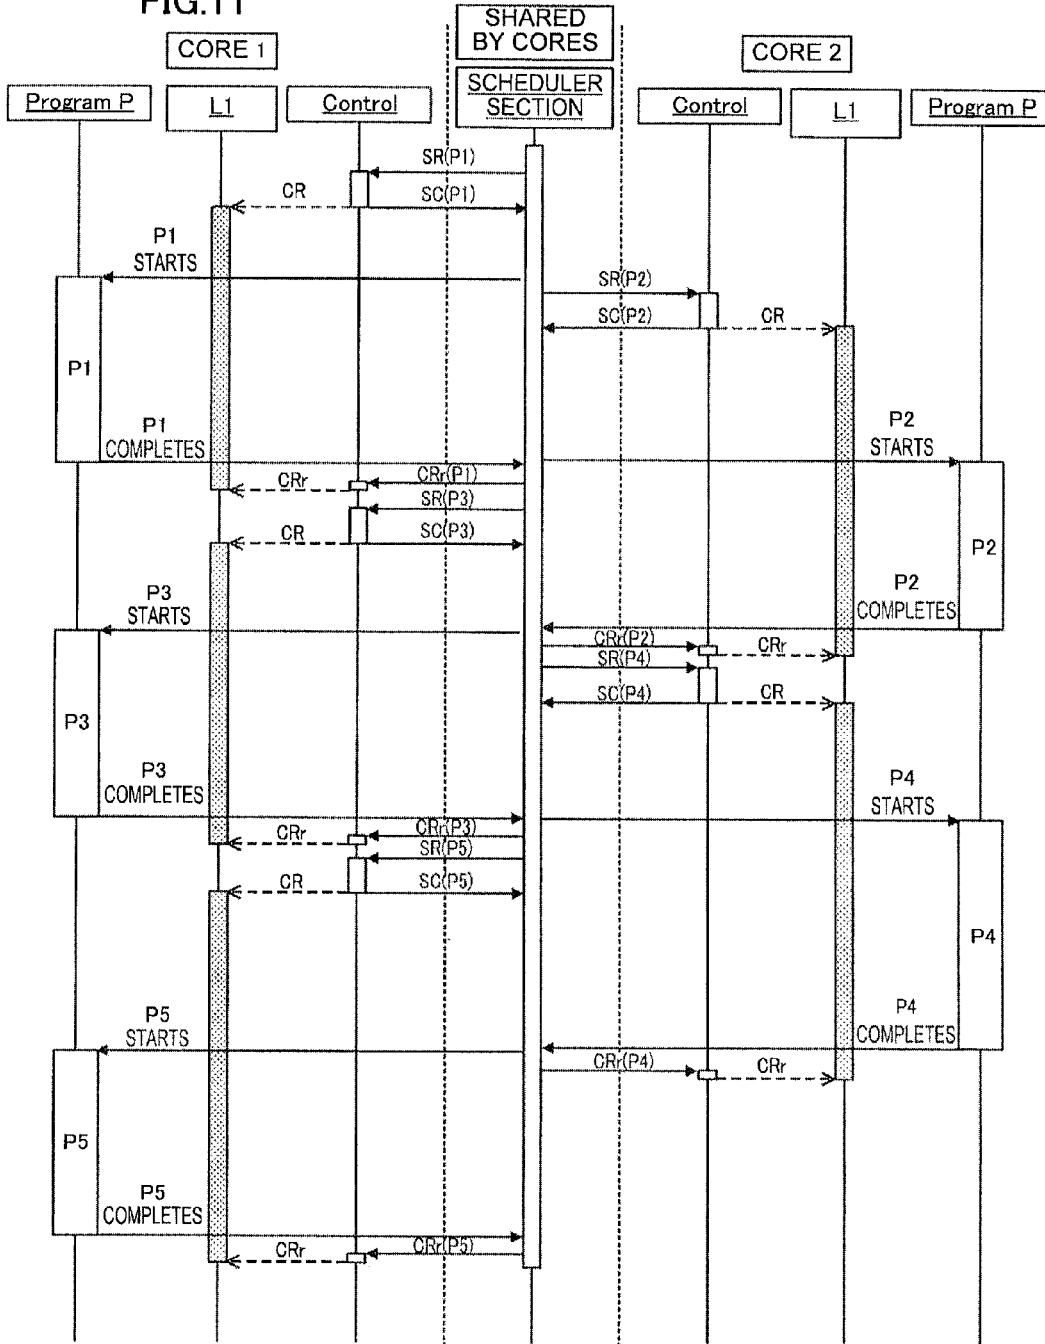 FIG.11
SHARED
BY CORES
CORE 1
CORE 2
SCHEDULER
SECTION
Program P
L1
Control
Control
L1
Program P
SR(P1)
CR
SC(P1)
P1
STARTS
SR(P2)
SC(P2)
CR
P1
P1
COMPLETES
P2
STARTS
CRr(P1)
CRr
SR(P3)
CR
SC(P3)
P2
P3
STARTS
P2
COMPLETES
CRr(P2)
CRr
SR(P4)
SC(P4)
CR
P3
P3
COMPLETES
P4
STARTS
CRr(P3)
CRr
SR(P5)
CR
SC(P5)
P4
P5
STARTS
P4
COMPLETES
CRr(P4)
CRr
P5
P5
COMPLETES
CRr(P5)
CRr